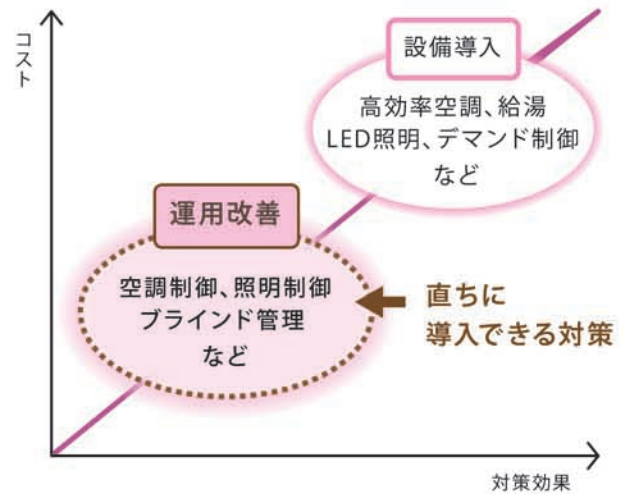 コスト
設備導入
高効率空調、給湯
LED照明、デマンド制御
など
運用改善
空調制御、照明制御
ブラインド管理
など
直ちに
導入できる対策
対策効果